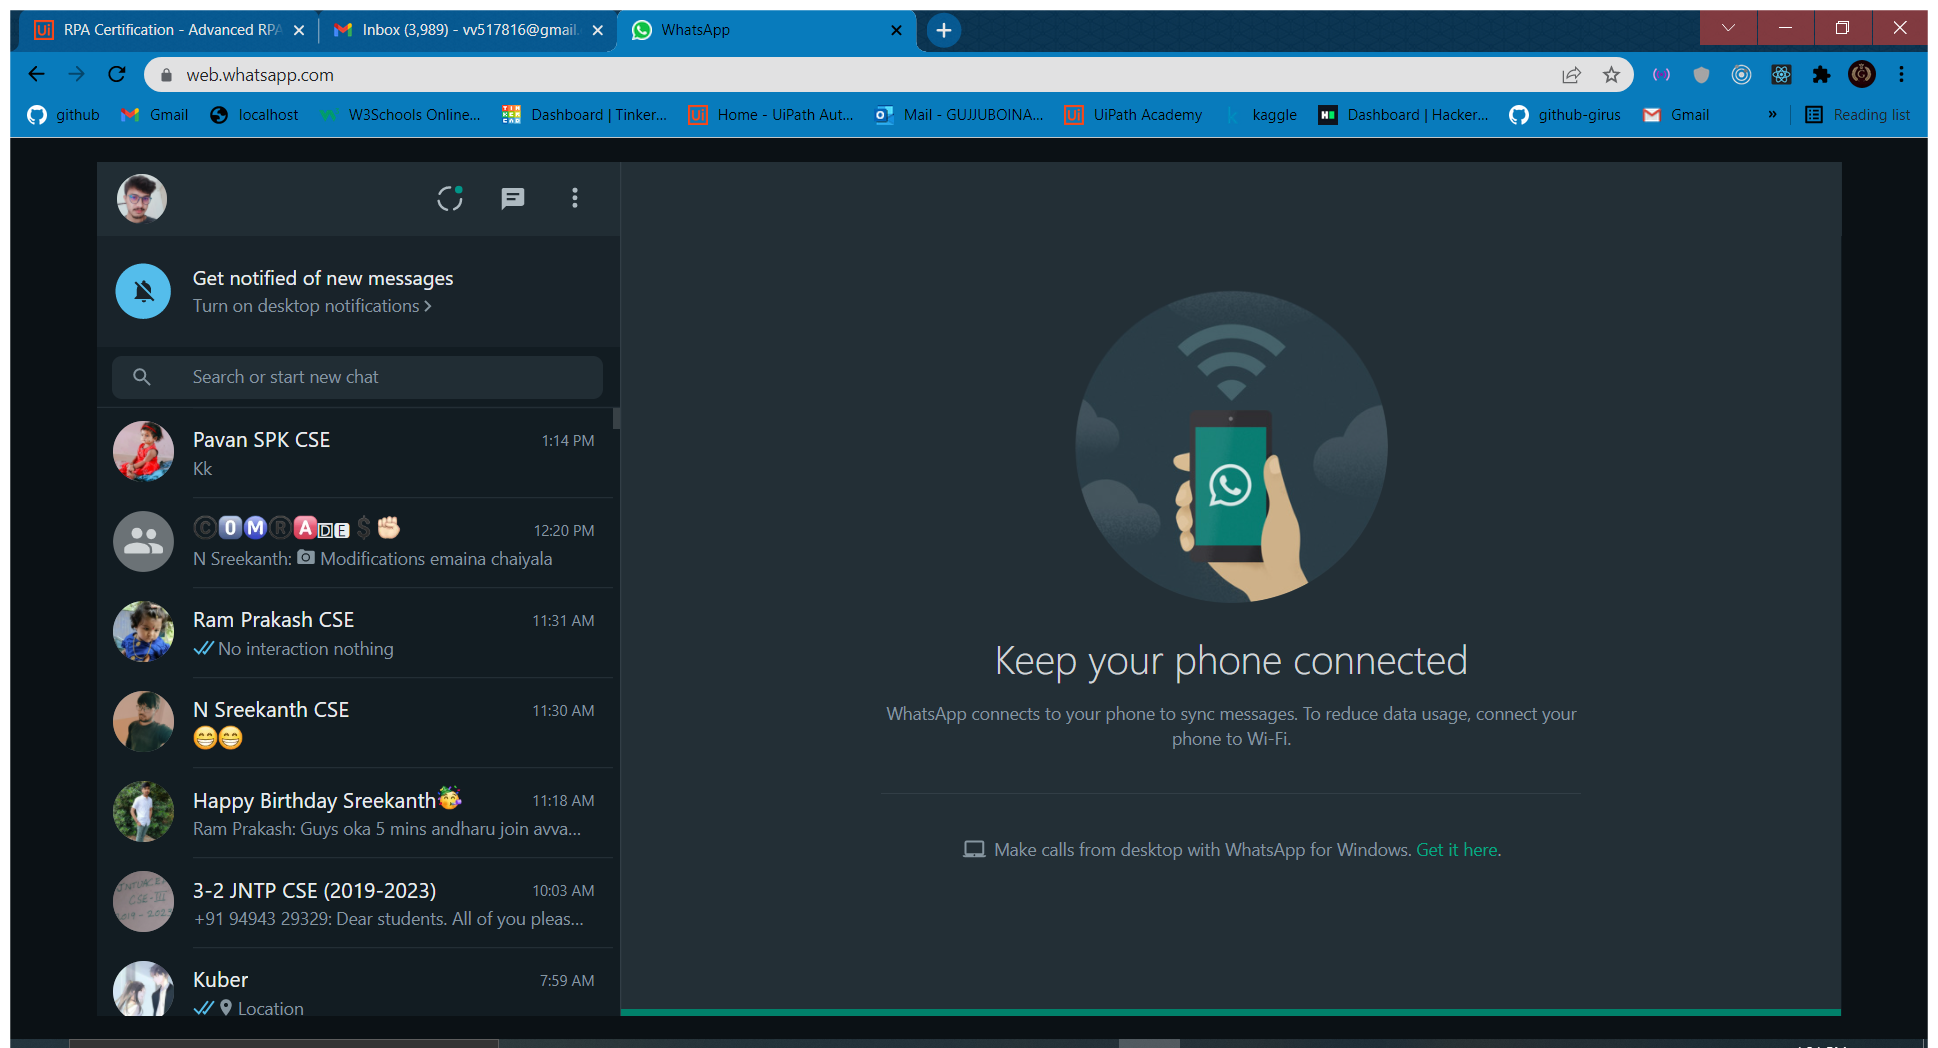 RPA Certification - Advanced RPA
Inbox (3,989) - vv517816@gmail.
WhatsApp
web.whatsapp.com
github
Gmail
localhost
W3Schools Online...
Dashboard | Tinker...
Home - UiPath Aut...
Mail - GUJJUBOINA...
UiPath Academy
kaggle
Dashboard | Hacker...
github-girus
Gmail
»
Reading list
Get notified of new messages
Turn on desktop notifications
Search or start new chat
Pavan SPK CSE
1:14 PM
Kk
©0MⓇADE$✊🏻
12:20 PM
N Sreekanth: 📷 Modifications emaina chaiyala
Ram Prakash CSE
11:31 AM
No interaction nothing
N Sreekanth CSE
11:30 AM
😁😁
Happy Birthday Sreekanth🥳
11:18 AM
Ram Prakash: Guys oka 5 mins andharu join avva...
3-2 JNTP CSE (2019-2023)
10:03 AM
+91 94943 29329: Dear students. All of you pleas...
Kuber
7:59 AM
Location
Keep your phone connected
WhatsApp connects to your phone to sync messages. To reduce data usage, connect your
phone to Wi-Fi.
Make calls from desktop with WhatsApp for Windows. Get it here.